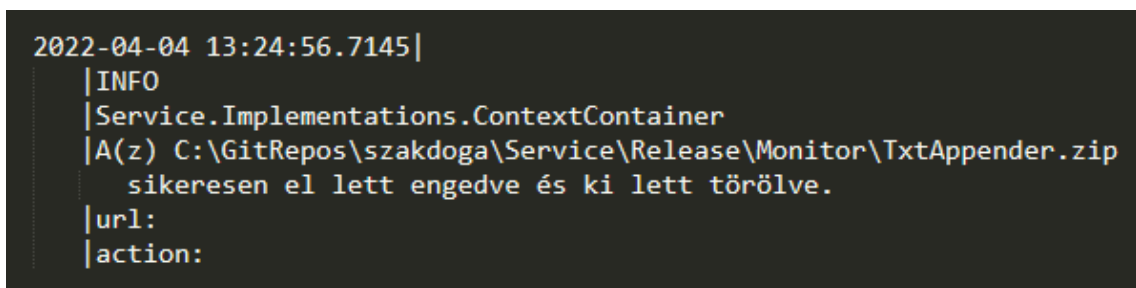 2022-04-04 13:24:56.7145|
|INFO
|Service.Implementations.ContextContainer
|A(z) C:\GitRepos\szakdoga\Service\Release\Monitor\TxtAppender.zip
sikeresen el lett engedve és ki lett törölve.
|url:
|action: